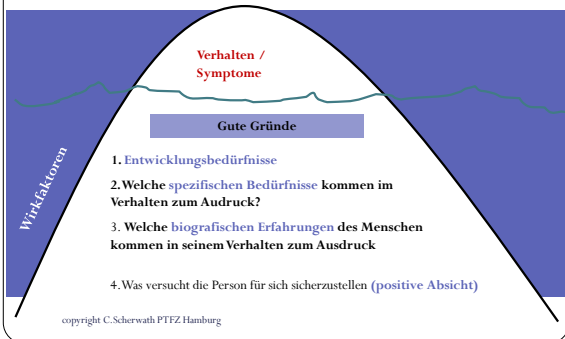 Verhalten /
Symptome
Gute Gründe
Wirkfaktoren
1. Entwicklungsbedürfnisse
2. Welche spezifischen Bedürfnisse kommen im
Verhalten zum Audruck?
3. Welche biografischen Erfahrungen des Menschen
kommen in seinem Verhalten zum Ausdruck
4. Was versucht die Person für sich sicherzustellen (positive Absicht)
copyright C. Scherwath PTFZ Hamburg